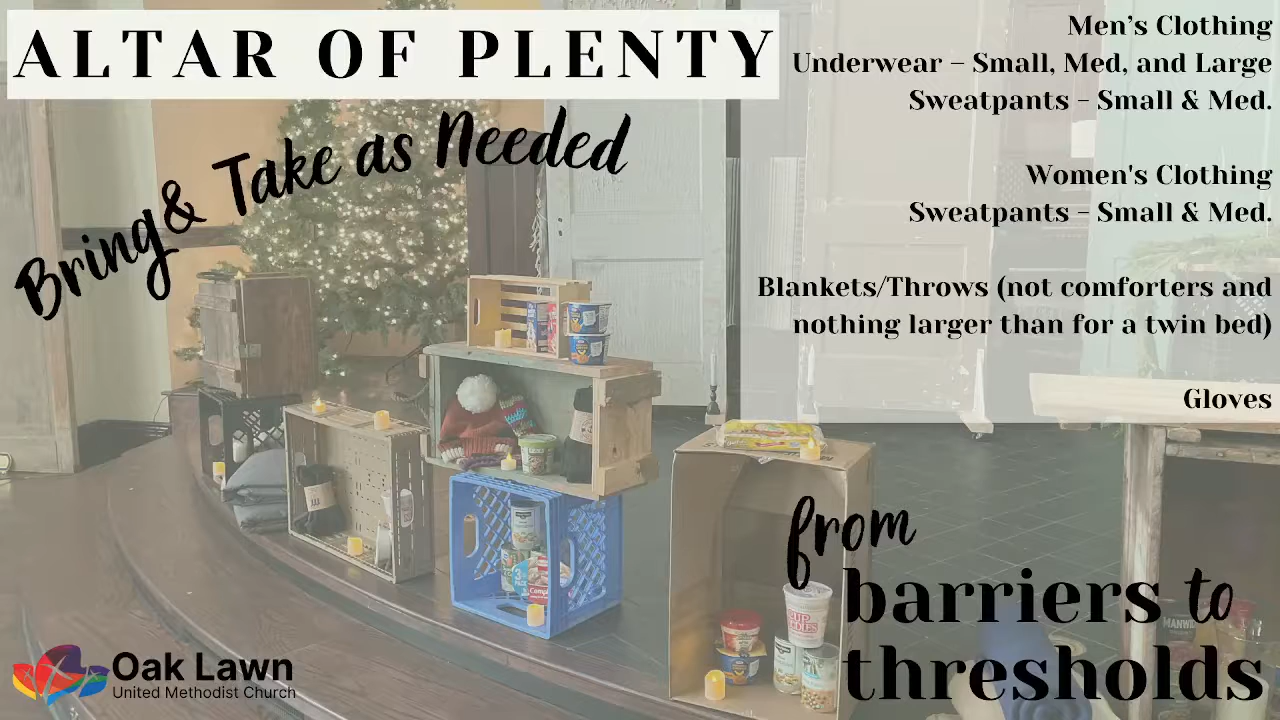 ALTAR OF PLENTY
Bring & Take as Needed
Men’s Clothing
Underwear – Small, Med, and Large
Sweatpants - Small & Med.
Women's Clothing
Sweatpants - Small & Med.
Blankets/Throws (not comforters and
nothing larger than for a twin bed)
Gloves
from
barriers to
thresholds
Oak Lawn
United Methodist Church